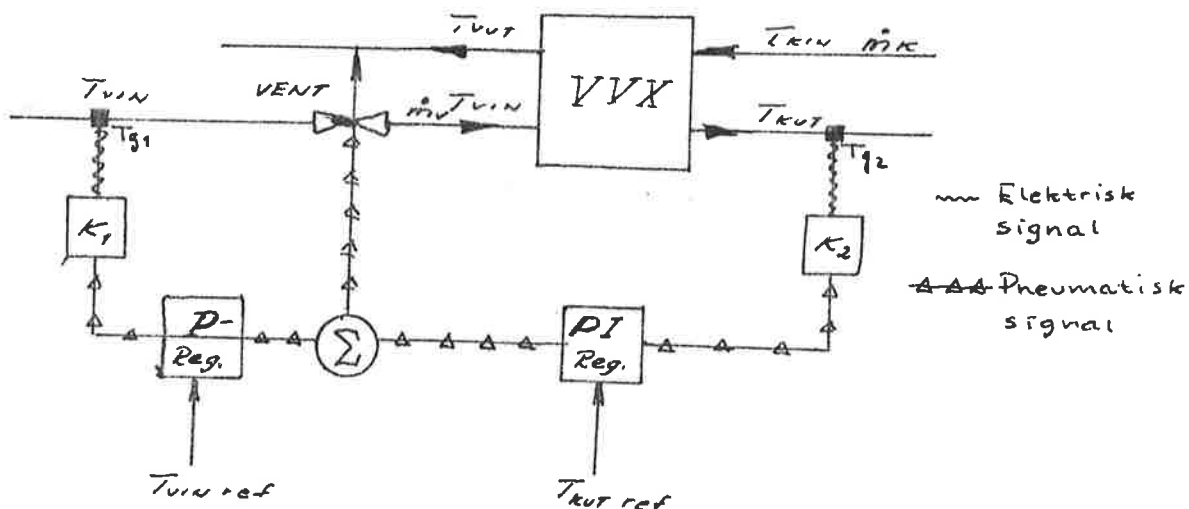 TVUT
TKIN ṁK
VVX
TVIN
VENT
ṁV TVIN
TKUT
Tg1
Tg2
K1
K2
Elektrisk
signal
Pneumatisk
signal
P-
Reg.
Σ
PI
Reg.
TVIN ref
TKUT ref